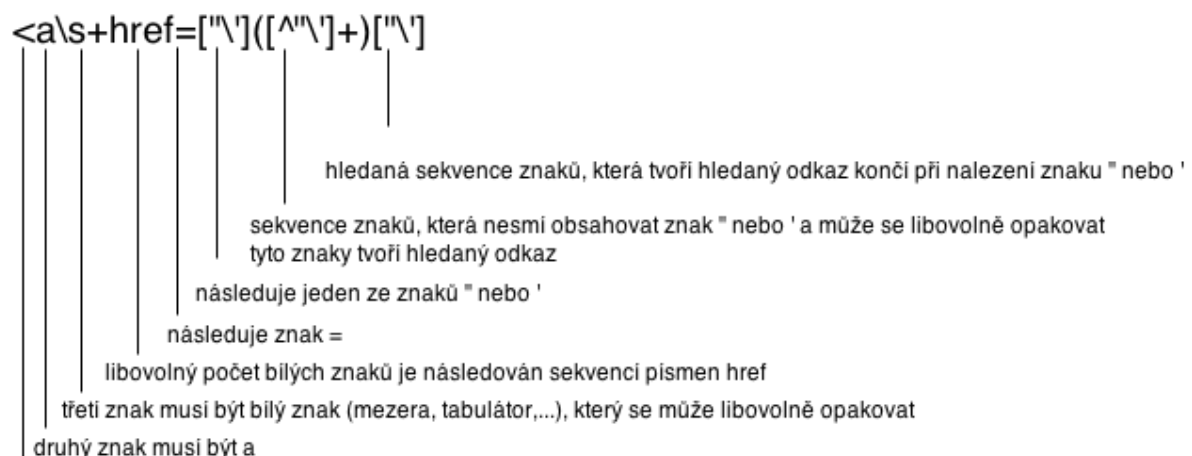 <a\s+href=["\']([^"\']+)["\']
hledaná sekvence znaků, která tvoří hledaný odkaz končí při nalezení znaku " nebo '
sekvence znaků, která nesmí obsahovat znak " nebo ' a může se libovolně opakovat
tyto znaky tvoří hledaný odkaz
následuje jeden ze znaků " nebo '
následuje znak =
libovolný počet bílých znaků je následován sekvencí písmen href
třetí znak musí být bílý znak (mezera, tabulátor,...), který se může libovolně opakovat
druhý znak musí být a